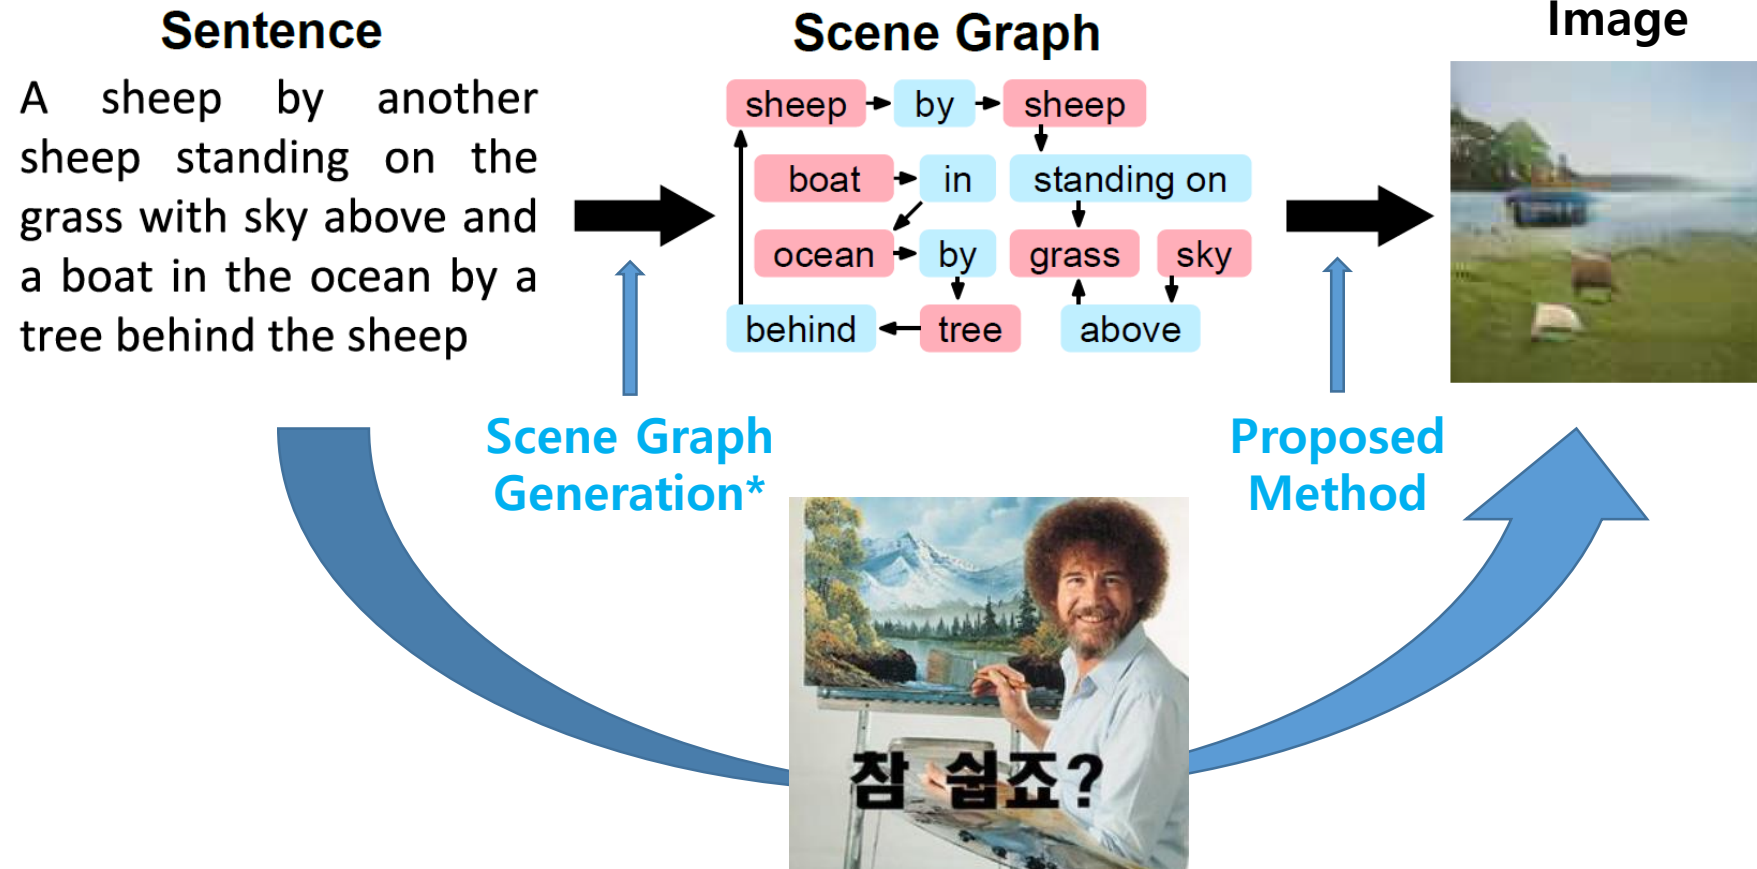 Sentence
A sheep by another
sheep standing on the
grass with sky above and
a boat in the ocean by a
tree behind the sheep
Scene Graph
sheep by sheep
boat in standing on
ocean by grass sky
behind tree above
Image
Scene Graph
Generation*
Proposed
Method
참 쉽죠?